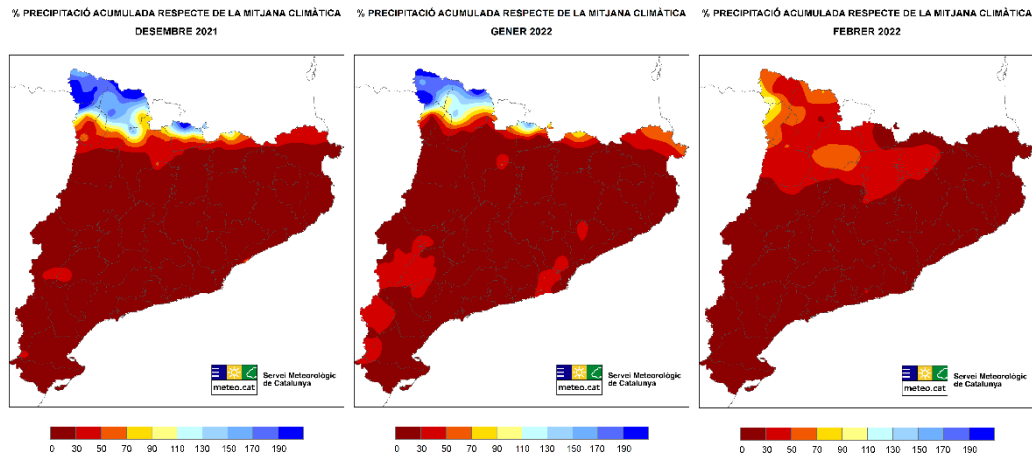 % PRECIPITACIÓ ACUMULADA RESPECTE DE LA MITJANA CLIMÀTICA
DESEMBRE 2021
meteo.cat
Servei Meteorològic
de Catalunya
0 30 50 70 90 110 130 150 170 190
% PRECIPITACIÓ ACUMULADA RESPECTE DE LA MITJANA CLIMÀTICA
GENER 2022
meteo.cat
Servei Meteorològic
de Catalunya
0 30 50 70 90 110 130 150 170 190
% PRECIPITACIÓ ACUMULADA RESPECTE DE LA MITJANA CLIMÀTICA
FEBRER 2022
meteo.cat
Servei Meteorològic
de Catalunya
0 30 50 70 90 110 130 150 170 190